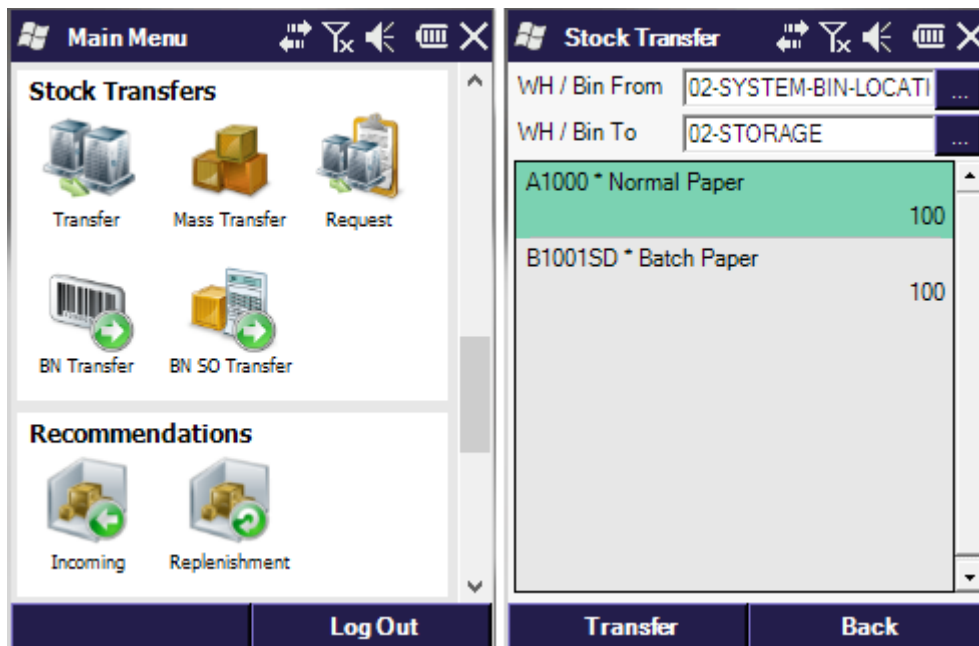 Main Menu
Stock Transfers
Transfer
Mass Transfer
Request
BN Transfer
BN SO Transfer
Recommendations
Incoming
Replenishment
Log Out
Stock Transfer
WH / Bin From 02-SYSTEM-BIN-LOCATI ...
WH / Bin To 02-STORAGE ...
A1000 * Normal Paper
100
B1001SD * Batch Paper
100
Transfer
Back